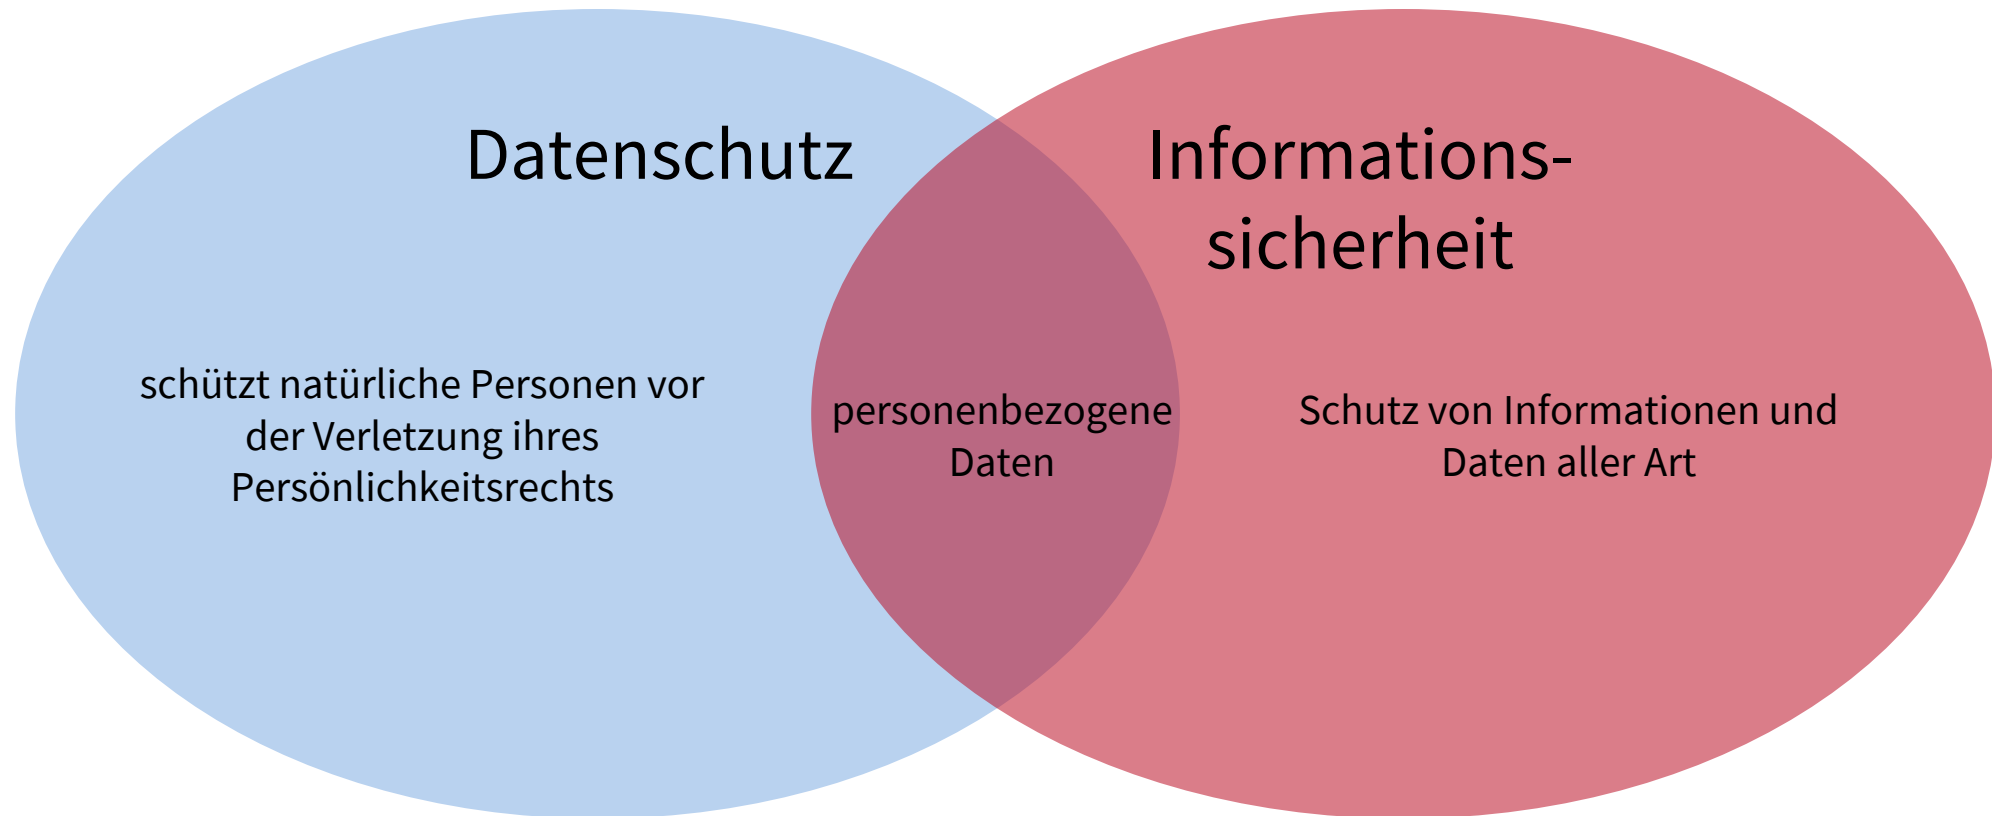 Datenschutz
schützt natürliche Personen vor
der Verletzung ihres
Persönlichkeitsrechts
personenbezogene
Daten
Informations-
sicherheit
Schutz von Informationen und
Daten aller Art